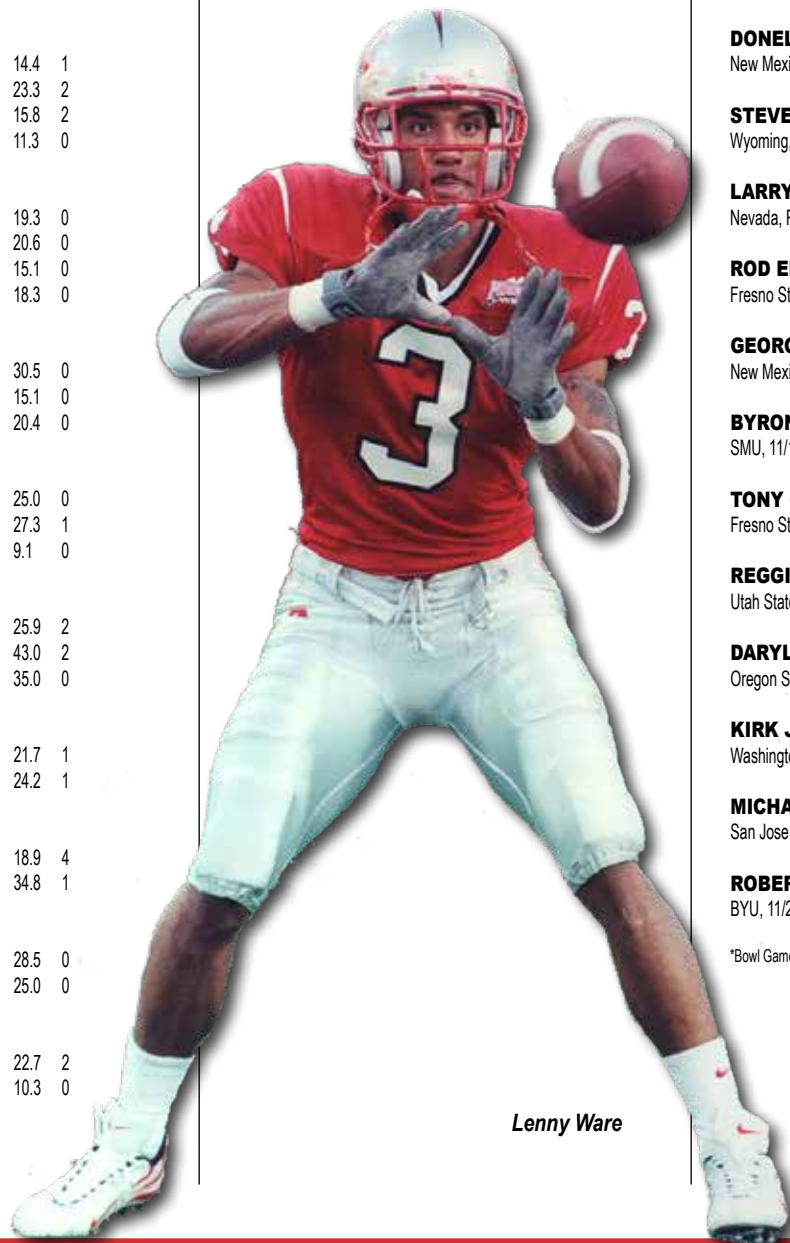 14.4 1
23.3 2
15.8 2
11.3 0
19.3 0
20.6 0
15.1 0
18.3 0
30.5 0
15.1 0
20.4 0
25.0 0
27.3 1
9.1 0
25.9 2
43.0 2
35.0 0
21.7 1
24.2 1
18.9 4
34.8 1
28.5 0
25.0 0
22.7 2
10.3 0
3
3
Lenny Ware
DONEL
New Mexi
STEVE
Wyoming,
LARRY
Nevada, F
ROD E
Fresno St
GEORG
New Mexi
BYRON
SMU, 11/1
TONY
Fresno St
REGGI
Utah State
DARYL
Oregon S
KIRK J
Washingto
MICHA
San Jose
ROBER
BYU, 11/2
*Bowl Game